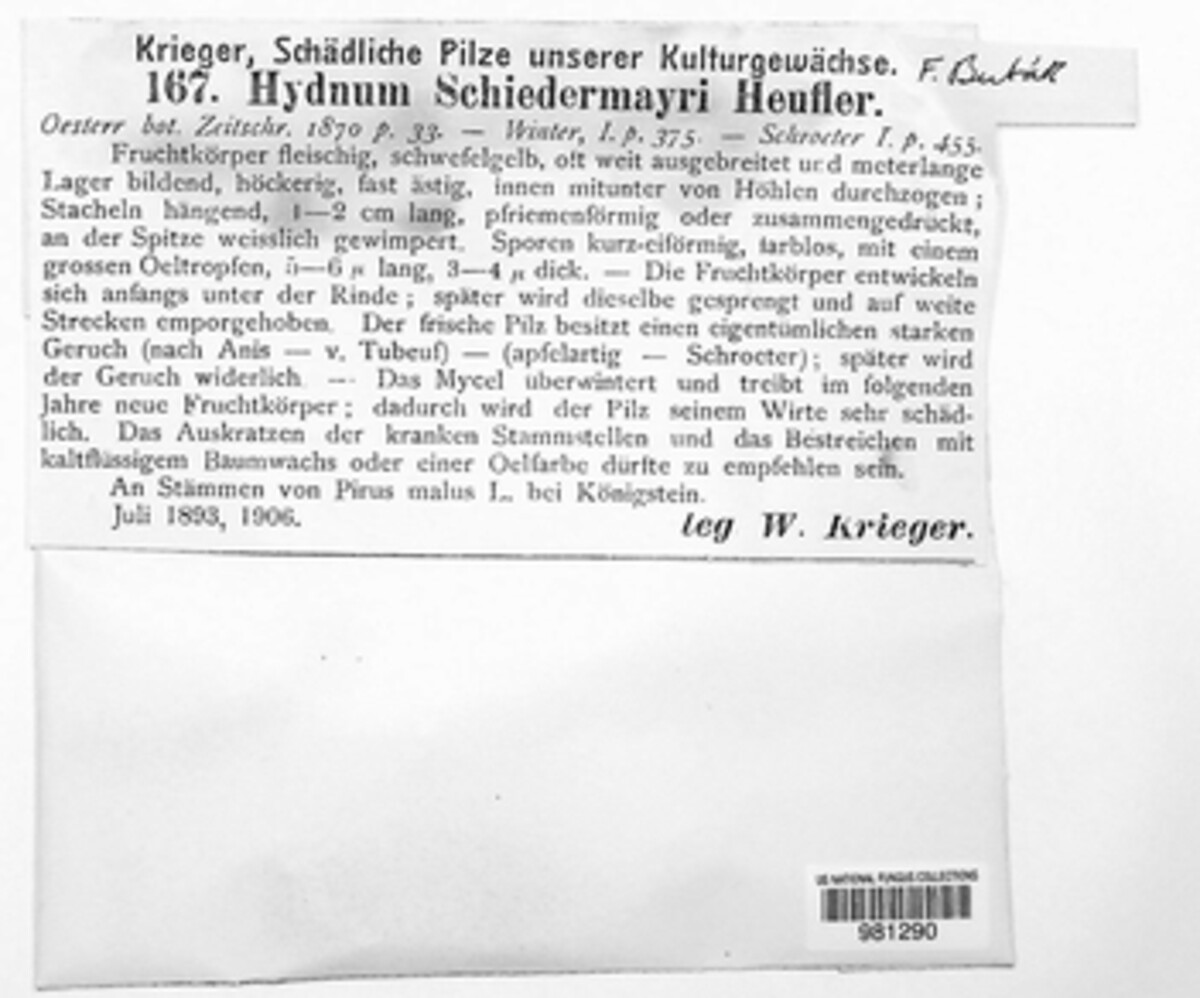 Krieger, Schädliche Pilze unserer Kulturgewächse. F. Bubák
167. Hydnum Schiedermayri Heufler.
Oesterr bot. Zeitschr. 1870 p. 33. — Winter, I. p. 375. — Schroeter I. p. 455.
Fruchtkörper fleischig, schwefelgelb, oft weit ausgebreitet und meterlange
Lager bildend, höckerig, fast ästig, innen mitunter von Höhlen durchzogen;
Stacheln hängend, 1—2 cm lang, pfriemenförmig oder zusammengedrückt,
an der Spitze weisslich gewimpert. Sporen kurz-eiförmig, farblos, mit einem
grossen Oeltropfen, 5—6 µ lang, 3—4 µ dick. — Die Fruchtkörper entwickeln
sich anfangs unter der Rinde; später wird dieselbe gesprengt und auf weite
Strecken emporgehoben. Der frische Pilz besitzt einen eigentümlichen starken
Geruch (nach Anis — v. Tubeuf) — (apfelartig — Schroeter); später wird
der Geruch widerlich. — Das Mycel überwintert und treibt im folgenden
Jahre neue Fruchtkörper; dadurch wird der Pilz seinem Wirte sehr schäd-
lich. Das Auskratzen der kranken Stammstellen und das Bestreichen mit
kaltflüssigem Baumwachs oder einer Oelfarbe dürfte zu empfehlen sein.
An Stämmen von Pirus malus L. bei Königstein.
Juli 1893, 1906. leg W. Krieger.
US NATIONAL FUNGUS COLLECTIONS
981290